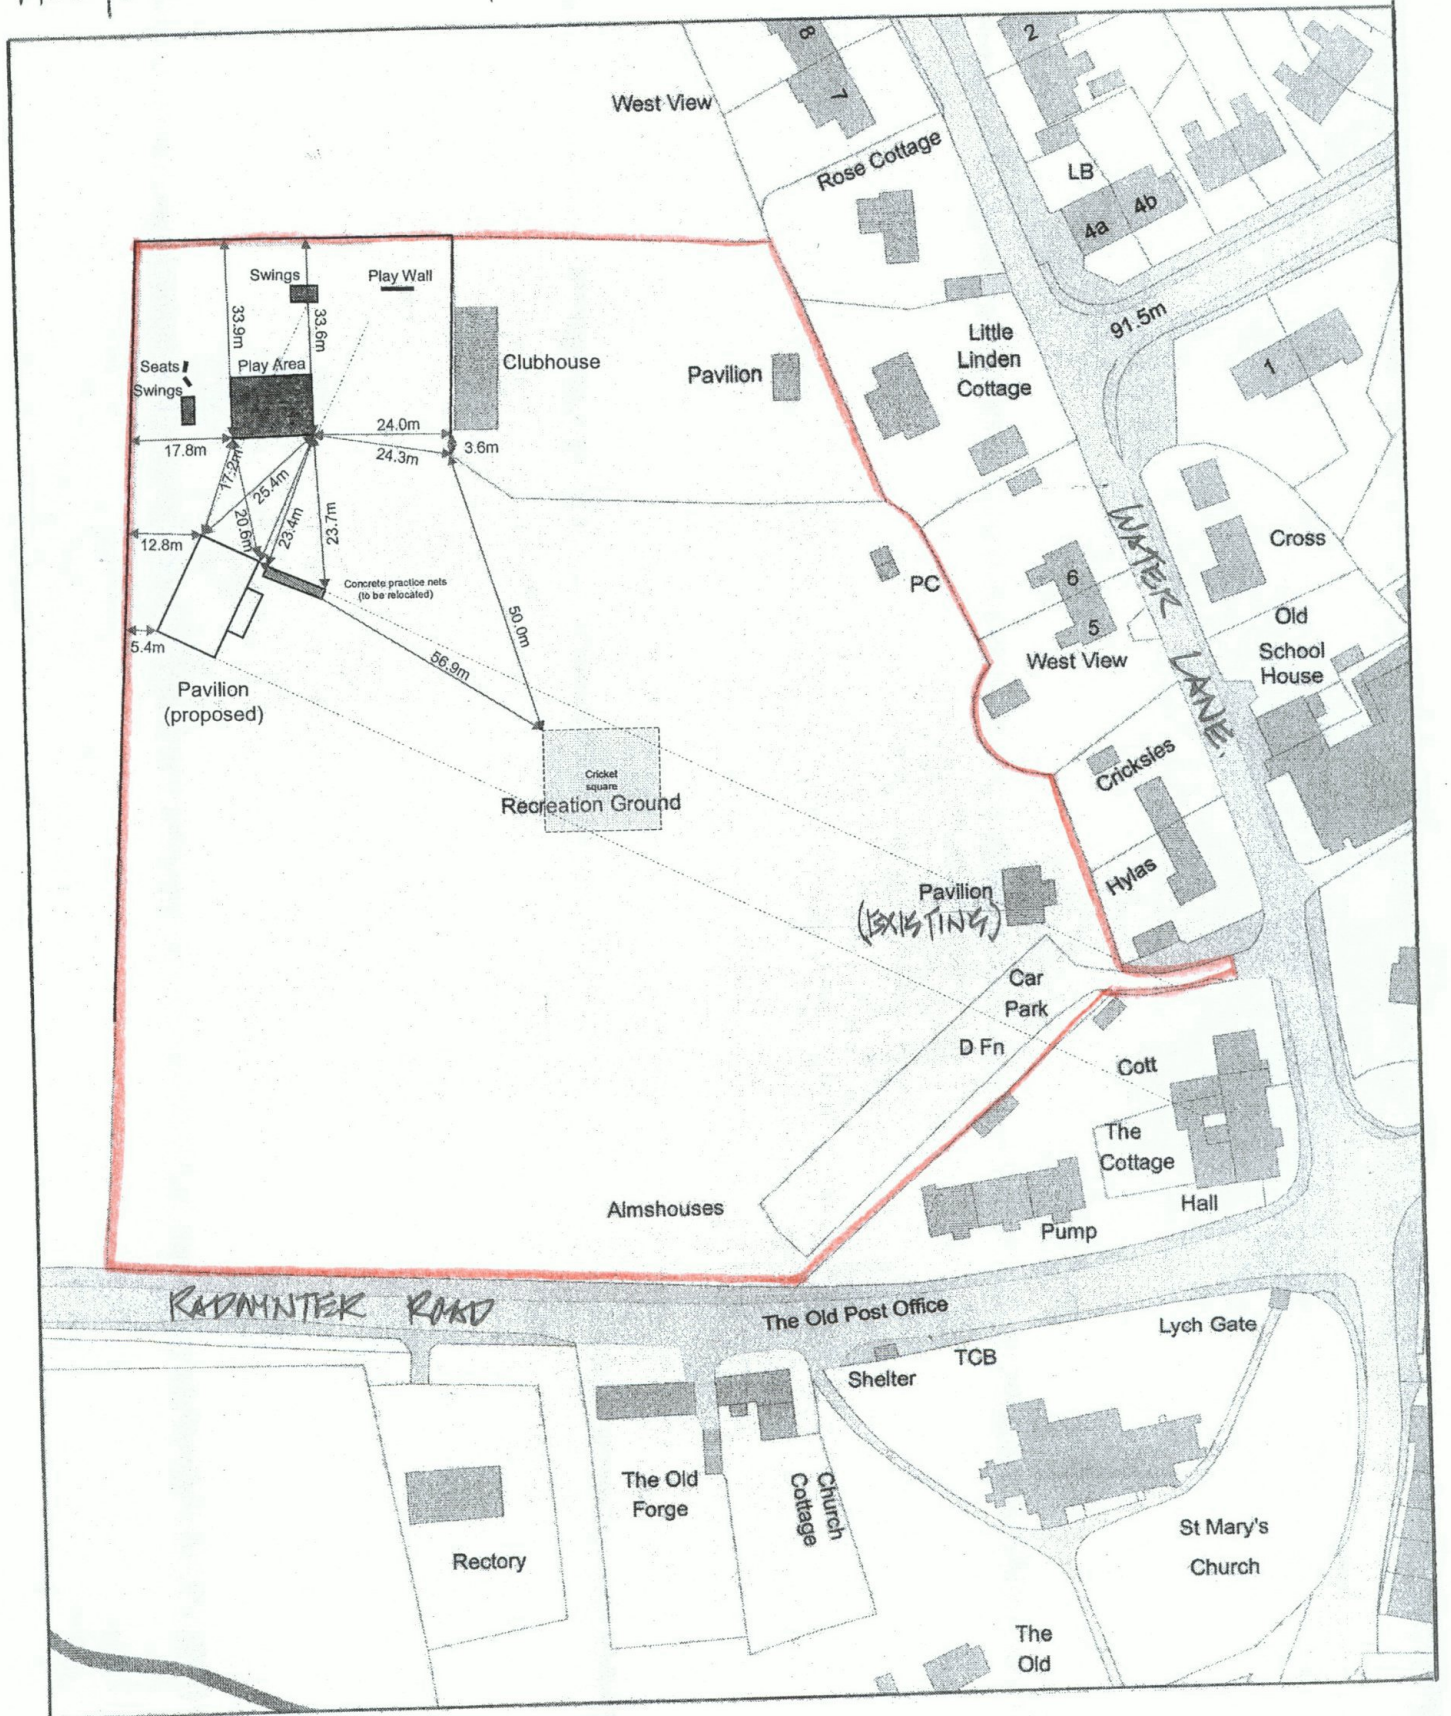 8
2
West View
7
Rose Cottage
LB
4b
4a
91.5m
Swings
Play Wall
33.9m
33.6m
Seats
Play Area
Swings
Clubhouse
Pavilion
Little
Linden
Cottage
1
24.0m
17.8m
24.3m
3.6m
17.2m
25.4m
20.6m
23.4m
23.7m
12.8m
Concrete practice nets
(to be relocated)
5.4m
50.0m
56.9m
Pavilion
(proposed)
PC
6
5
West View
WATER LANE.
Cross
Old
School
House
Cricket
square
Recreation Ground
Cricksles
Hylas
Pavilion
(EXISTING)
Car
Park
D Fn
Cott
The
Cottage
Hall
Almshouses
Pump
RADWINTER ROAD
The Old Post Office
Lych Gate
TCB
Shelter
The Old
Forge
Church
Cottage
Rectory
St Mary's
Church
The
Old